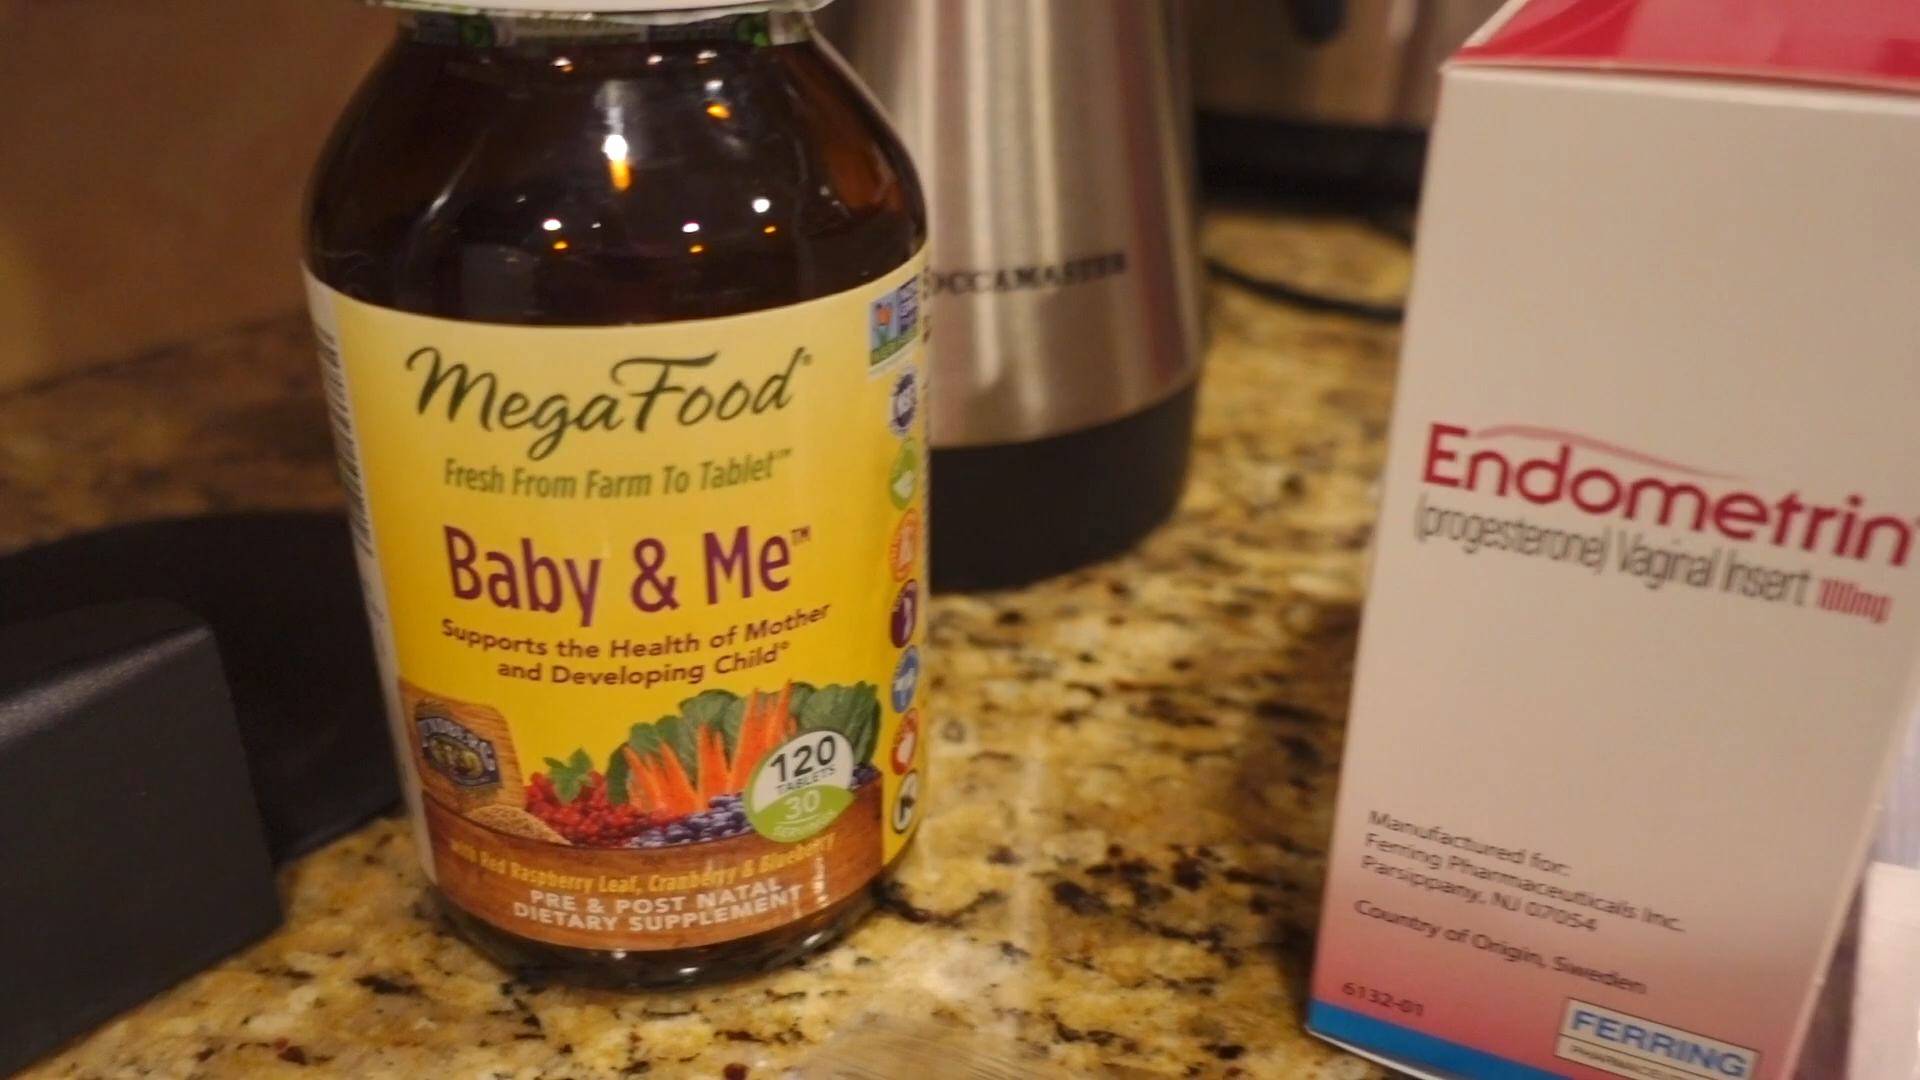 MegaFood®
Fresh From Farm To Tablet™
Baby & Me™
Supports the Health of Mother
and Developing Child°
120
TABLETS
30
SERVINGS
with Red Raspberry Leaf, Cranberry & Blueberry
PRE & POST NATAL
DIETARY SUPPLEMENT
OCCAMASTER
Endometrin
(progesterone) Vaginal Insert 100mg
Manufactured for:
Ferring Pharmaceuticals Inc.
Parsippany, NJ 07054
Country of Origin, Sweden
6132-01
FERRING